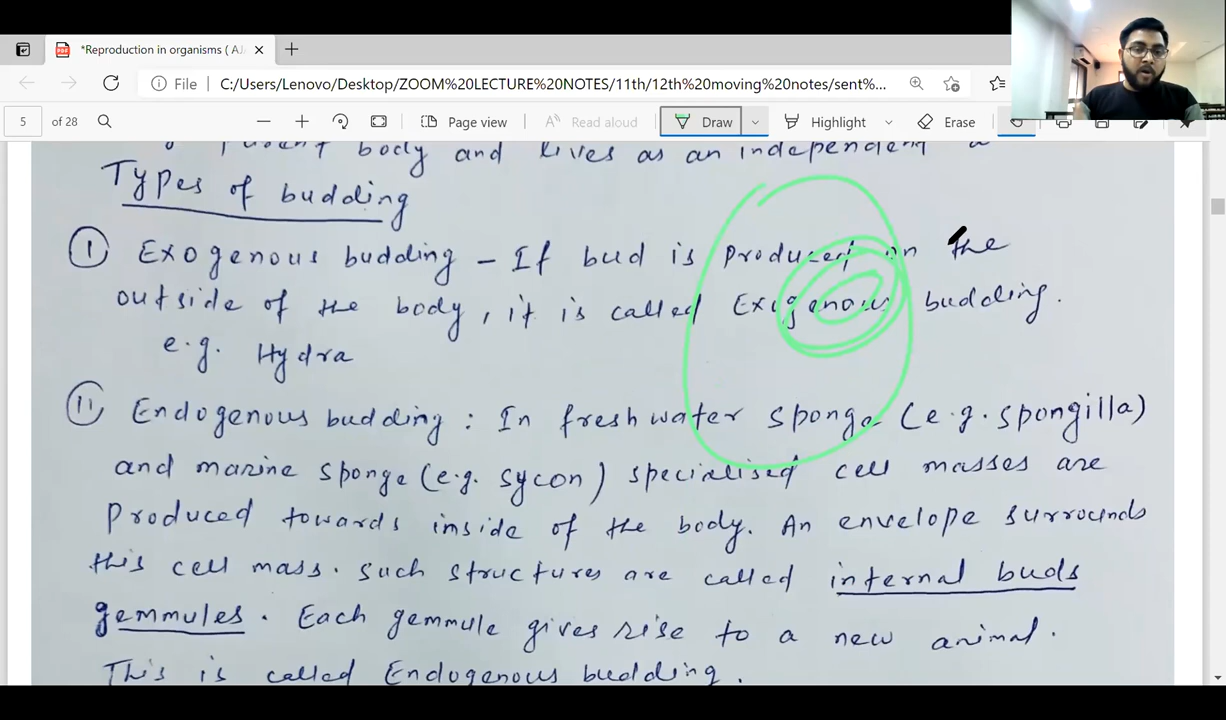 *Reproduction in organisms ( AJ
File
C:/Users/Lenovo/Desktop/ZOOM%20LECTURE%20NOTES/11th/12th%20moving%20notes/sent%...
5 of 28
Page view
Read aloud
Draw
Highlight
Erase
parent body and lives as an independent
Types of budding
① Exogenous budding – If bud is produced on the
outside of the body, it is called Exogenous budding.
e.g. Hydra
⑪ Endogenous budding : In freshwater sponge (e.g. spongilla)
and marine sponge (e.g. sycon) specialised cell masses are
produced towards inside of the body. An envelope surrounds
this cell mass. Such structures are called internal buds
gemmules. Each gemmule gives rise to a new animal.
This is called Endogenous budding.